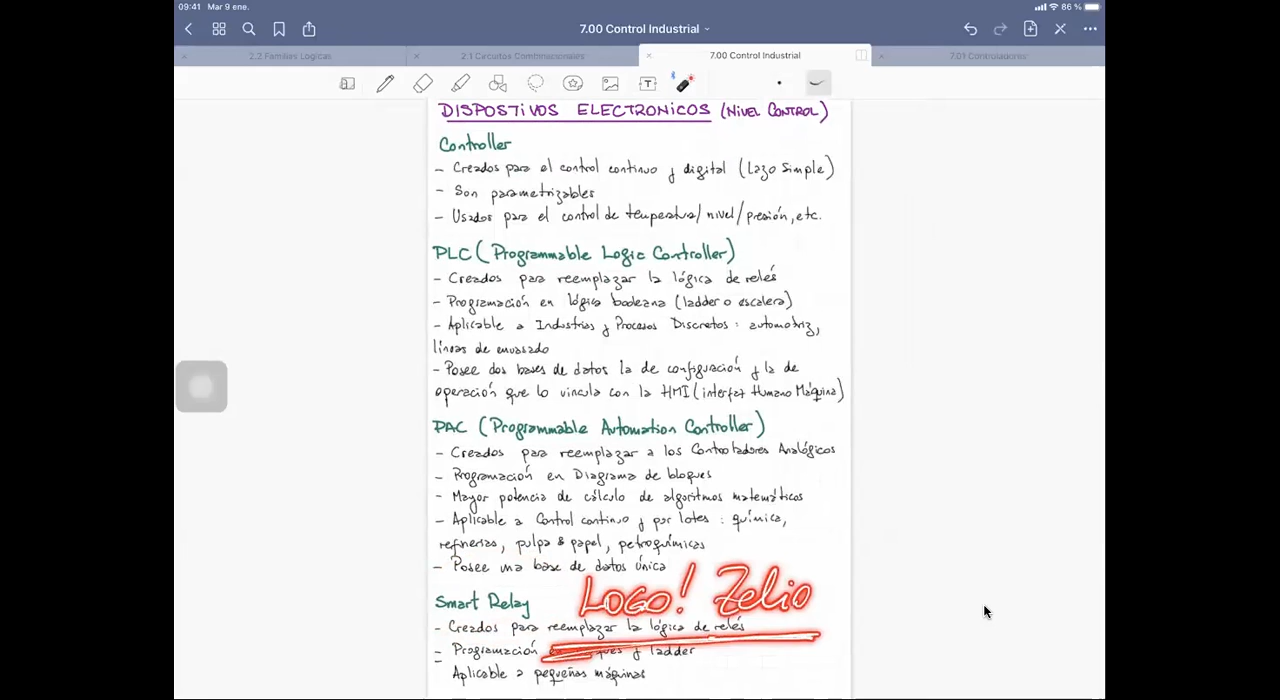 09:41 Mar 9 ene.
86 %
7.00 Control Industrial
2.2 Familias Logicas
2.1 Circuitos Combinacionales
7.00 Control Industrial
7.01 Controladores
DISPOSTIVOS ELECTRONICOS (NIVEL CONTROL)
Controller
- Creados para el control continuo y digital (Lazo Simple)
- Son parametrizables
- Usados para el control de temperatura/nivel/presión, etc.
PLC (Programmable Logic Controller)
- Creados para reemplazar la lógica de relés
- Programación en lógica booleana (ladder o escalera)
- Aplicable a Industrias y Procesos Discretos: automotriz,
líneas de envasado
- Posee dos bases de datos la de configuración y la de
operación que lo vincula con la HMI (interfaz Humano Máquina)
PAC (Programmable Automation Controller)
- Creados para reemplazar a los Controladores Analógicos
- Programación en Diagrama de bloques
- Mayor potencia de cálculo de algoritmos matemáticos
- Aplicable a Control continuo y por lotes: química,
refinerías, pulpa & papel, petroquímicas
- Posee una base de datos única
LOGO! Zelio
Smart Relay
- Creados para reemplazar la lógica de relés
- Programación en bloques y ladder
- Aplicable a pequeñas máquinas